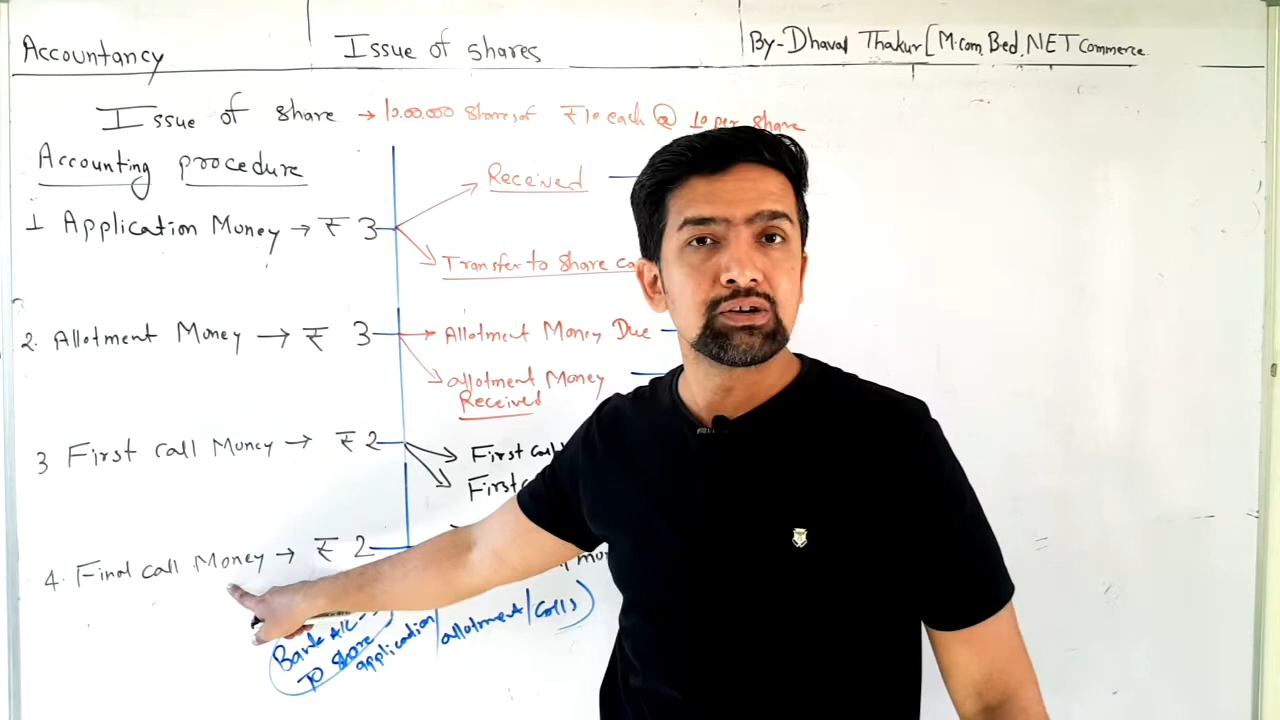 Accountancy
Issue of shares
By-Dhaval Thakur [M.com, Bed, NET Commerce
Issue of share → 10,00,000 Shares of ₹10 each @ 10 per share
Accounting procedure
1 Application Money → ₹ 3
Received
Transfer to share ca
2. Allotment Money → ₹ 3
Allotment Money Due
allotment Money
Received
3 First call Money → ₹ 2
First call
First c
4. Final call Money → ₹ 2
Bank A/c
TO Share
application/allotment/calls